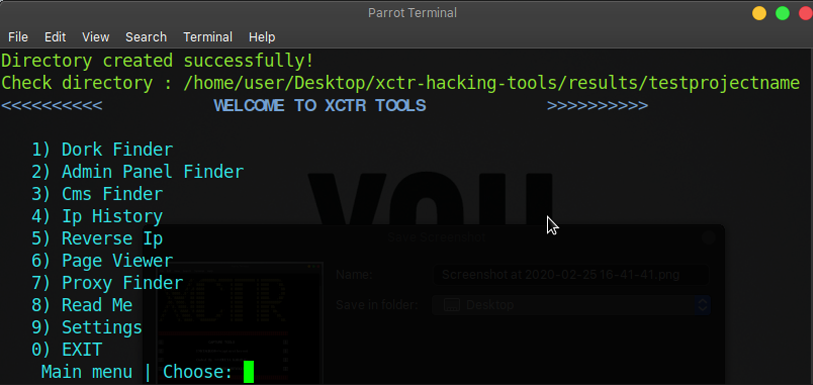 Parrot Terminal
File Edit View Search Terminal Help
Directory created successfully!
Check directory : /home/user/Desktop/xctr-hacking-tools/results/testprojectname
<<<<<<<<<< WELCOME TO XCTR TOOLS >>>>>>>>>>
1) Dork Finder
2) Admin Panel Finder
3) Cms Finder
4) Ip History
5) Reverse Ip
6) Page Viewer
7) Proxy Finder
8) Read Me
9) Settings
0) EXIT
Main menu | Choose:
you
Save Screenshot
Name: Screenshot at 2020-02-25 16-41-41.png
Save in folder: Desktop
XCTR